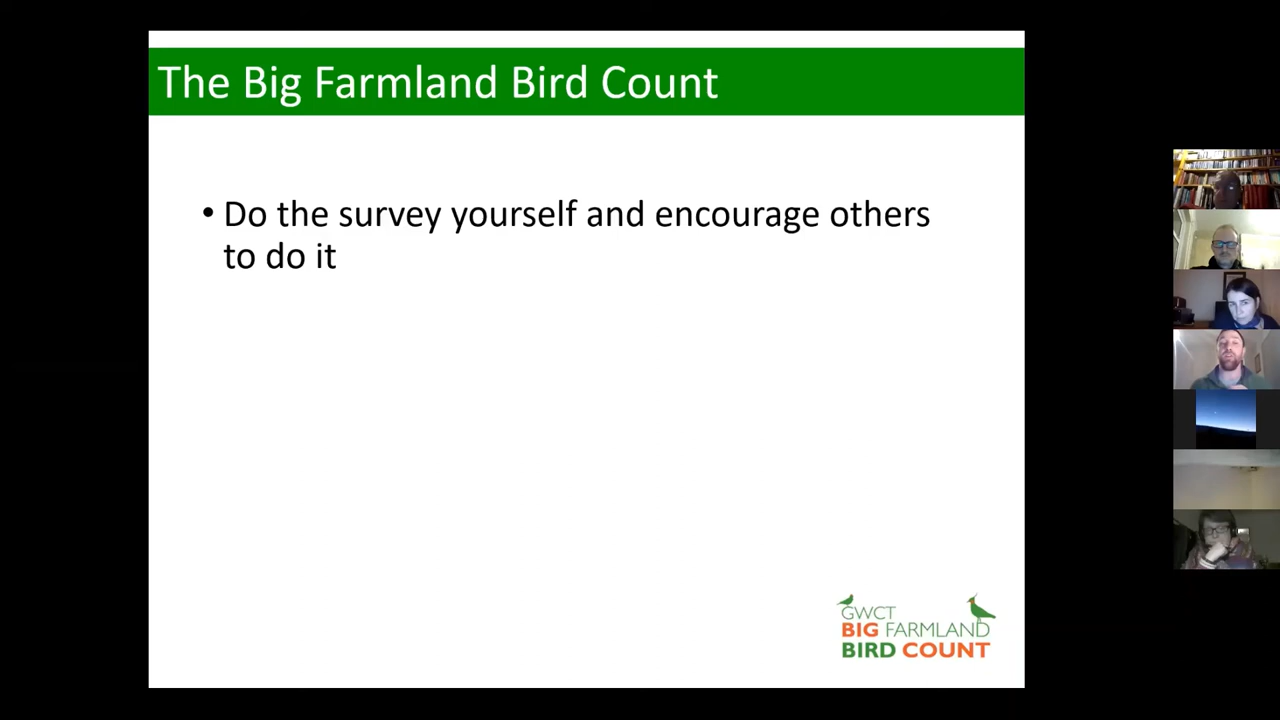 The Big Farmland Bird Count
• Do the survey yourself and encourage others
to do it
GWCT
BIG FARMLAND
BIRD COUNT